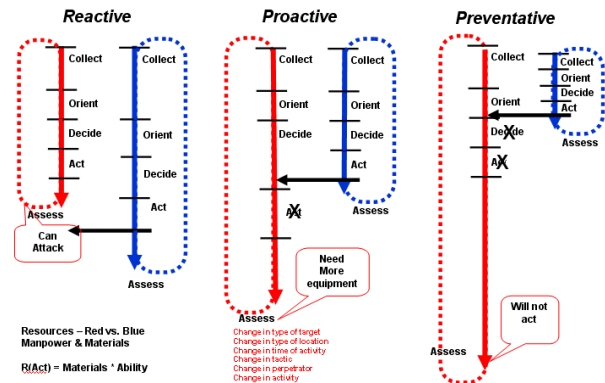 Reactive
Proactive
Preventative
Collect
Orient
Decide
Act
Assess
Can
Attack
Collect
Orient
Decide
Act
Assess
Resources – Red vs. Blue
Manpower & Materials
R(Act) = Materials * Ability
Collect
Orient
Decide
Act
Assess
Need
More
equipment
Change in type of target
Change in type of location
Change in time of activity
Change in tactic
Change in perpetrator
Change in activity
Collect
Orient
Decide
Act
Assess
Collect
Orient
Decide
Act
Assess
Will not
act
Collect
Orient
Decide
Act
Assess